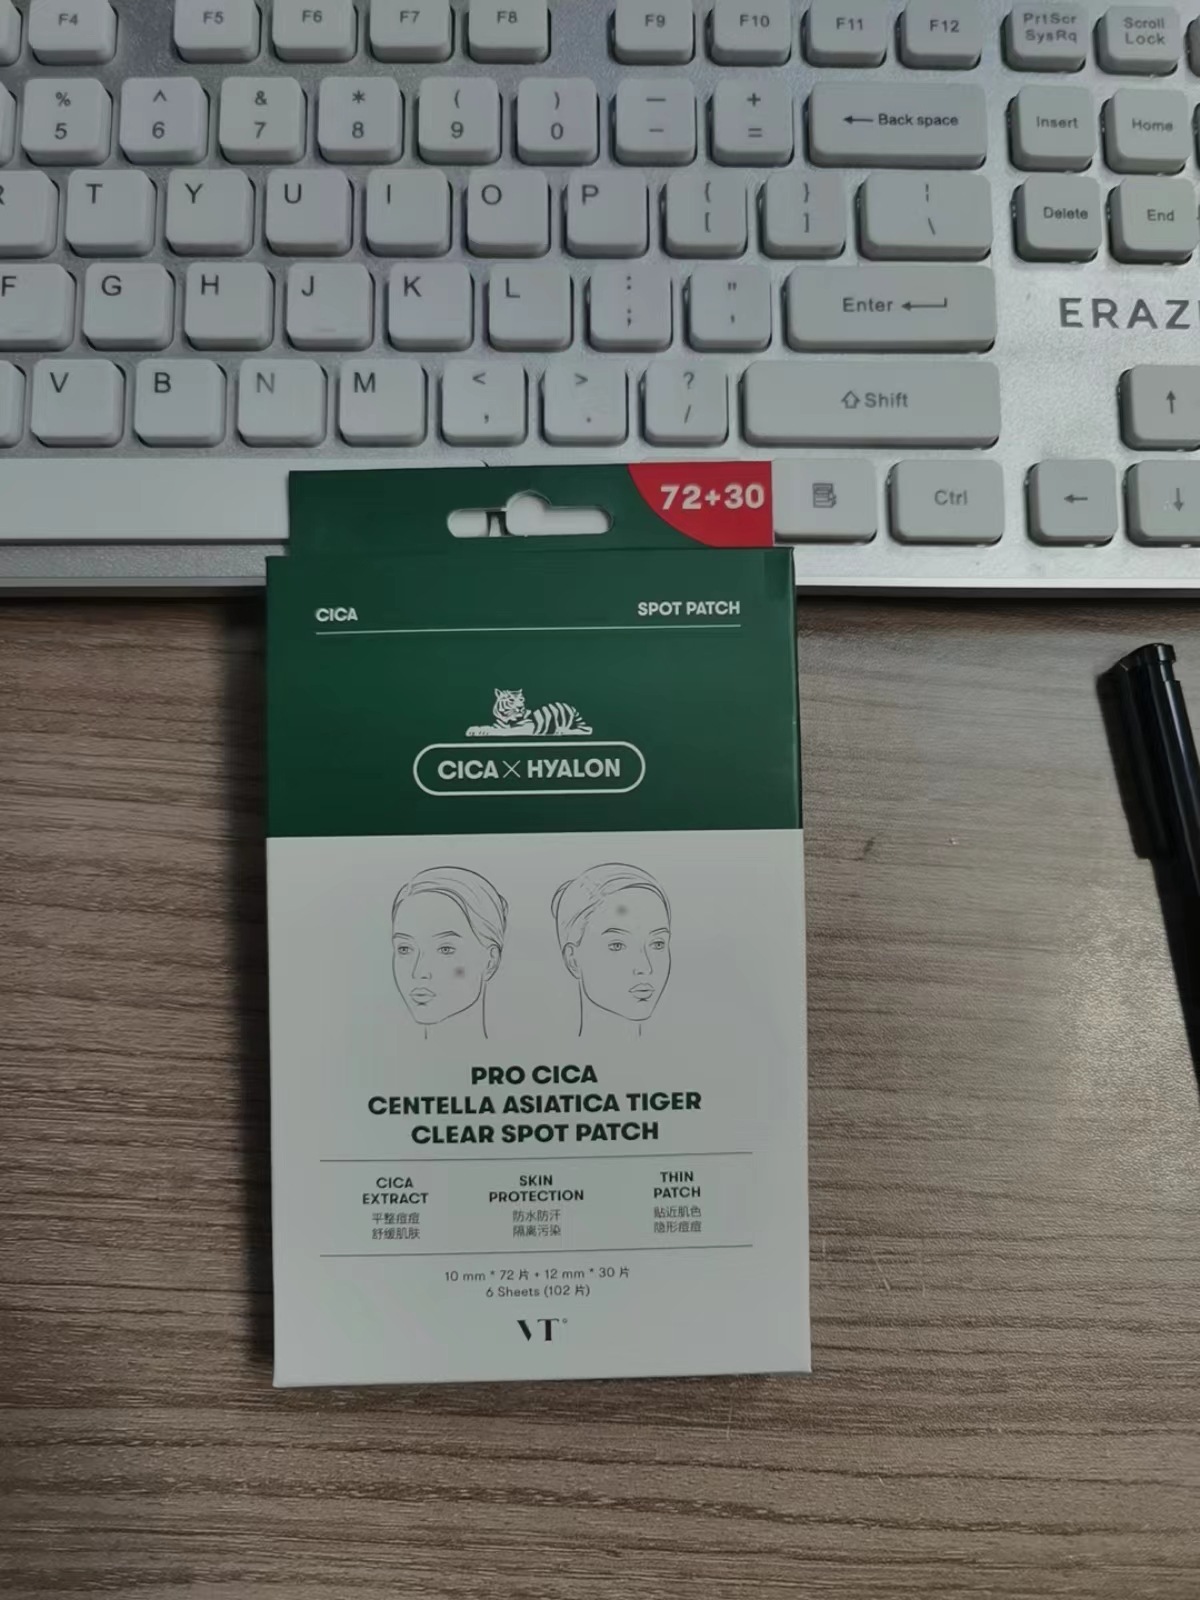 F4 F5 F6 F7 F8 F9 F10 F11 F12 PrtScr SysRq Scroll Lock
% 5 ^ 6 & 7 * 8 ( 9 ) 0 — - + = ← Back space Insert Home
R T Y U I O P { [ } ] ¦ \ Delete End
F G H J K L : ; " ' Enter
ERAZ
V B N M < , > . ? / ⇧ Shift ↑
Ctrl ← ↓
72+30
CICA SPOT PATCH
CICA × HYALON
PRO CICA
CENTELLA ASIATICA TIGER
CLEAR SPOT PATCH
CICA
EXTRACT
平整痘痘
舒缓肌肤
SKIN
PROTECTION
防水防汗
隔离污染
THIN
PATCH
贴近肌色
隐形痘痘
10 mm * 72 片 + 12 mm * 30 片
6 Sheets (102 片)
VT